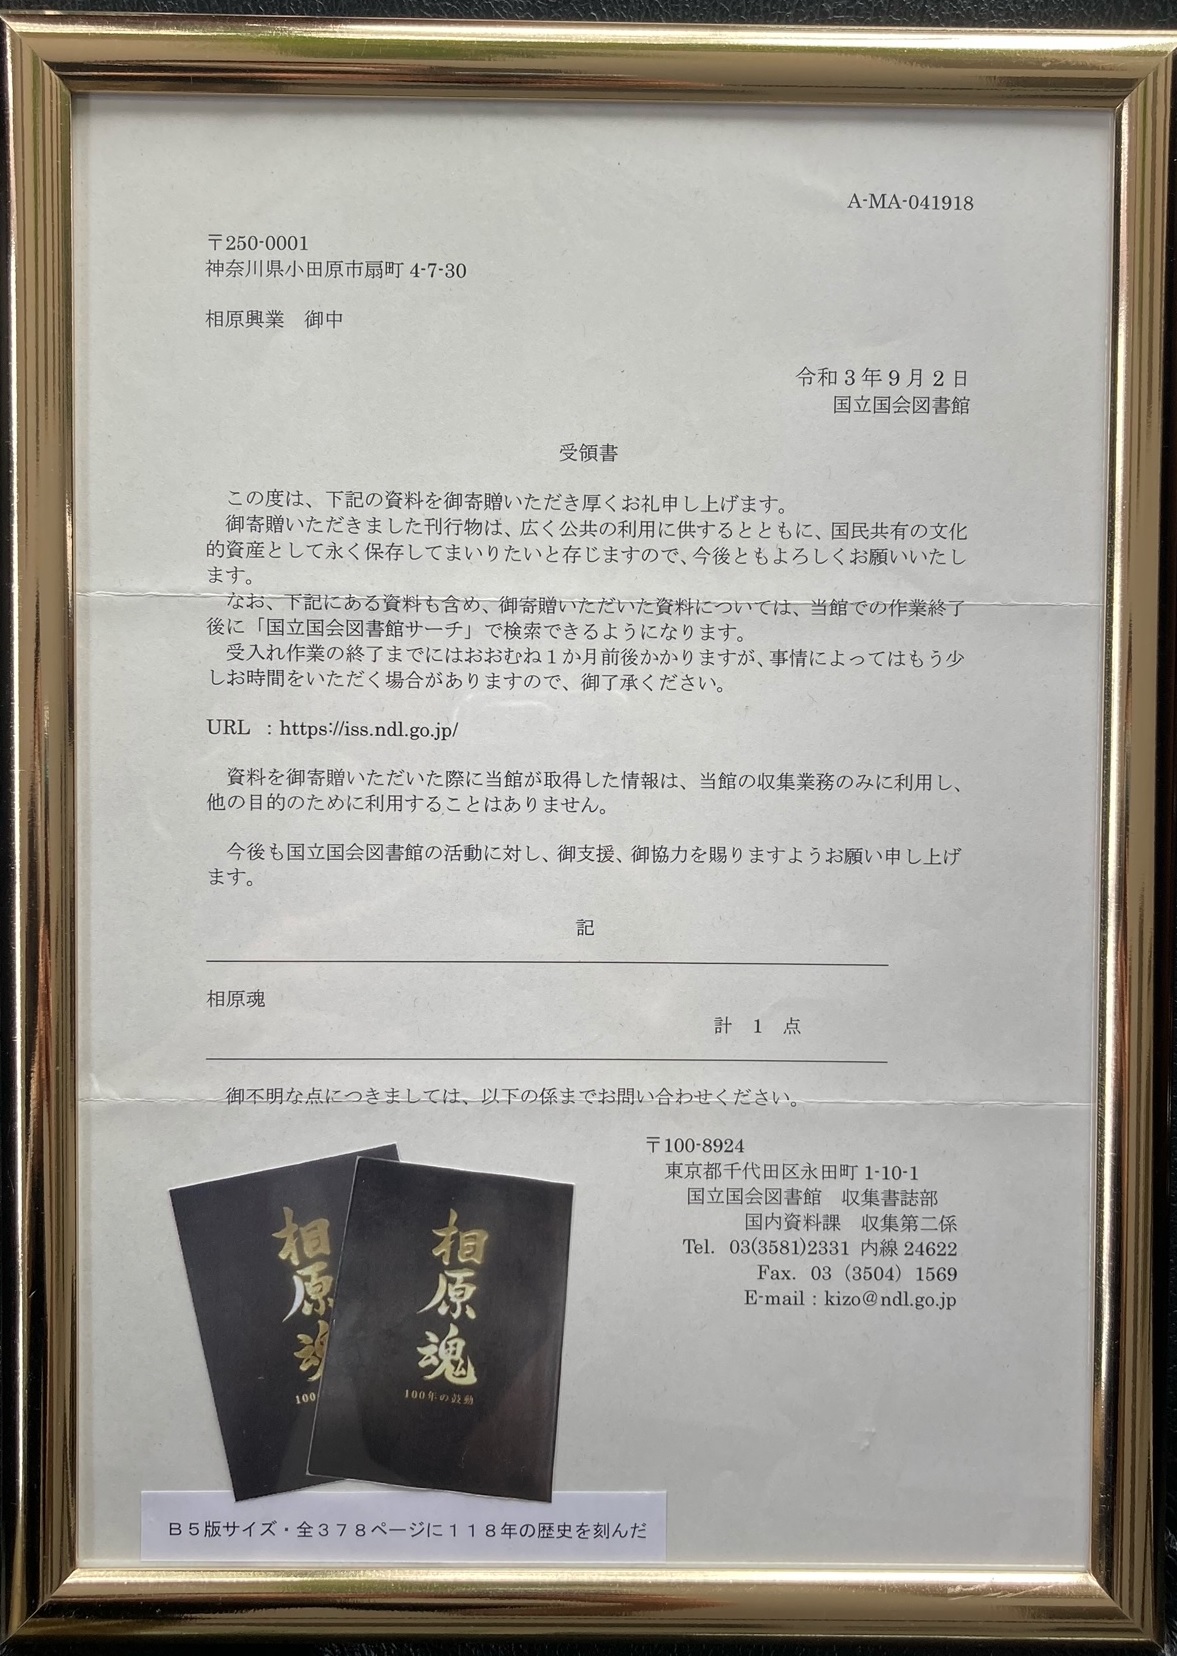 A-MA-041918
〒250-0001
神奈川県小田原市扇町 4-7-30
相原興業　御中
令和３年９月２日
国立国会図書館
受領書
この度は、下記の資料を御寄贈いただき厚くお礼申し上げます。
御寄贈いただきました刊行物は、広く公共の利用に供するとともに、国民共有の文化
的資産として永く保存してまいりたいと存じますので、今後ともよろしくお願いいたし
ます。
なお、下記にある資料も含め、御寄贈いただいた資料については、当館での作業終了
後に「国立国会図書館サーチ」で検索できるようになります。
受入れ作業の終了までにはおおむね１か月前後かかりますが、事情によってはもう少
しお時間をいただく場合がありますので、御了承ください。
URL ：https://iss.ndl.go.jp/
資料を御寄贈いただいた際に当館が取得した情報は、当館の収集業務のみに利用し、
他の目的のために利用することはありません。
今後も国立国会図書館の活動に対し、御支援、御協力を賜りますようお願い申し上げ
ます。
記
相原魂
計　1　点
御不明な点につきましては、以下の係までお問い合わせください。
〒100-8924
東京都千代田区永田町 1-10-1
国立国会図書館　収集書誌部
国内資料課　収集第二係
Tel. 03(3581)2331 内線 24622
Fax. 03（3504）1569
E-mail：kizo@ndl.go.jp
相原魂
100
相原魂
100年の鼓動
Ｂ５版サイズ・全３７８ページに１１８年の歴史を刻んだ